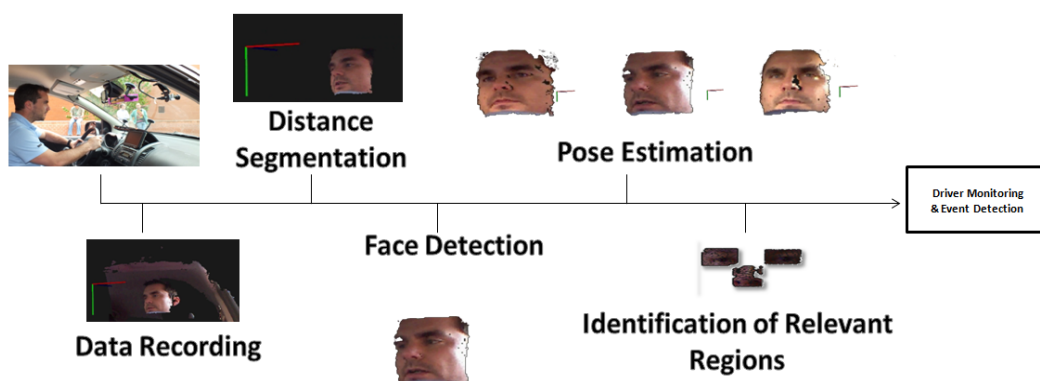 Distance
Segmentation
Pose Estimation
Driver Monitoring
& Event Detection
Face Detection
Data Recording
Identification of Relevant
Regions